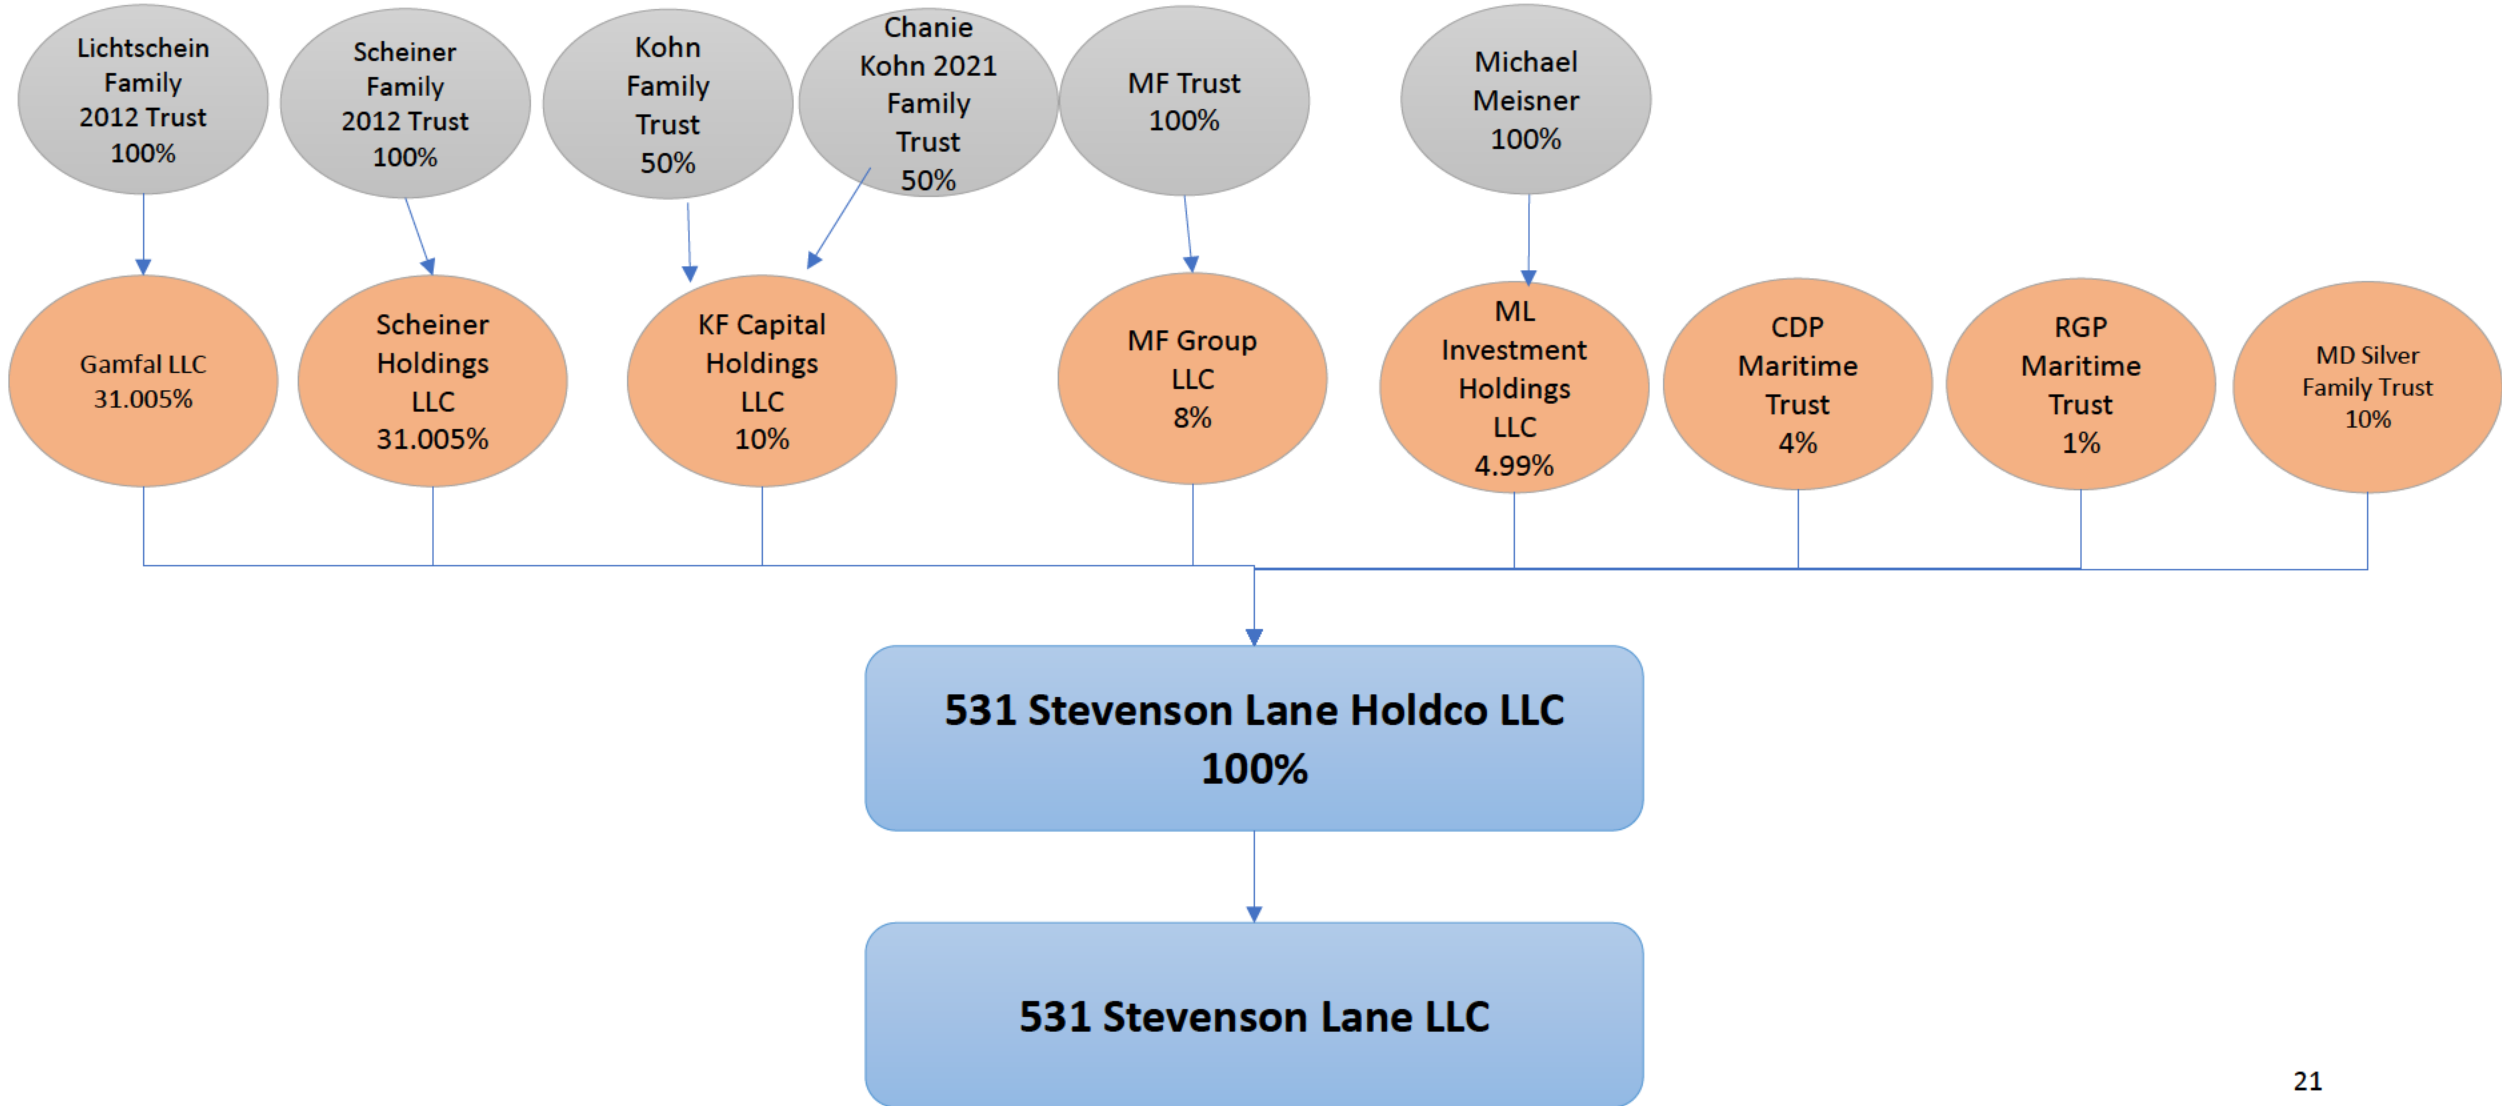 Lichtschein
Family
2012 Trust
100%
Scheiner
Family
2012 Trust
100%
Kohn
Family
Trust
50%
Chanie
Kohn 2021
Family
Trust
50%
MF Trust
100%
Michael
Meisner
100%
Gamfal LLC
31.005%
Scheiner
Holdings
LLC
31.005%
KF Capital
Holdings
LLC
10%
MF Group
LLC
8%
ML
Investment
Holdings
LLC
4.99%
CDP
Maritime
Trust
4%
RGP
Maritime
Trust
1%
MD Silver
Family Trust
10%
531 Stevenson Lane Holdco LLC
100%
531 Stevenson Lane LLC
21